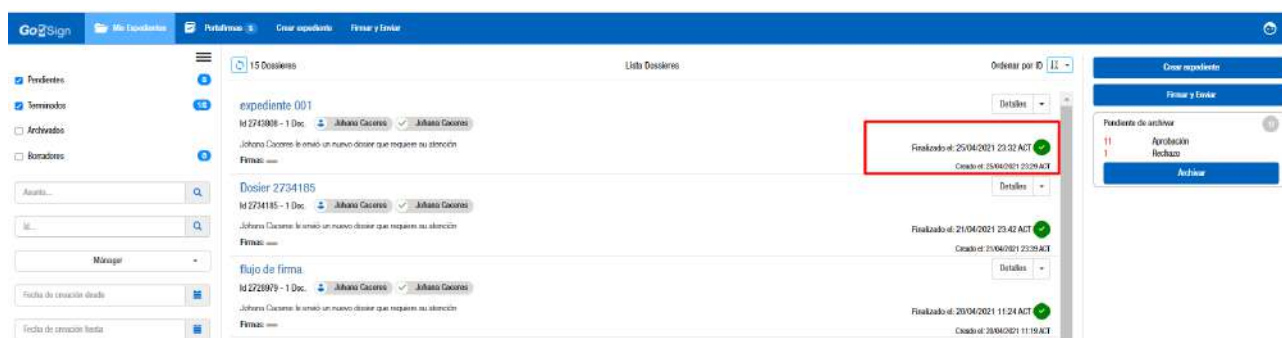 GoSign
Mis Expedientes
Portafirmas 5
Crear expediente
Firmar y Enviar
Pendientes
Terminados
Archivados
Borradores
Asunto...
Id...
Manager
Fecha de creación desde
Fecha de creación hasta
15 Dossieres
Lista Dossieres
Ordenar por ID
expediente 001
Detalles
Id 2743808 - 1 Doc. Johana Caceres Johana Caceres
Johana Caceres le envió un nuevo dosier que requiere su atención
Firmas:
Finalizado el: 25/04/2021 23:32 ACT
Creado el: 25/04/2021 23:29 ACT
Dosier 2734185
Detalles
Id 2734185 - 1 Doc. Johana Caceres Johana Caceres
Johana Caceres le envió un nuevo dosier que requiere su atención
Firmas:
Finalizado el: 21/04/2021 23:42 ACT
Creado el: 21/04/2021 23:39 ACT
flujo de firma
Detalles
Id 2728979 - 1 Doc. Johana Caceres Johana Caceres
Johana Caceres le envió un nuevo dosier que requiere su atención
Firmas:
Finalizado el: 20/04/2021 11:24 ACT
Creado el: 20/04/2021 11:19 ACT
Crear expediente
Firmar y Enviar
Pendiente de archivar
11 Aprobación
1 Rechazo
Archivar